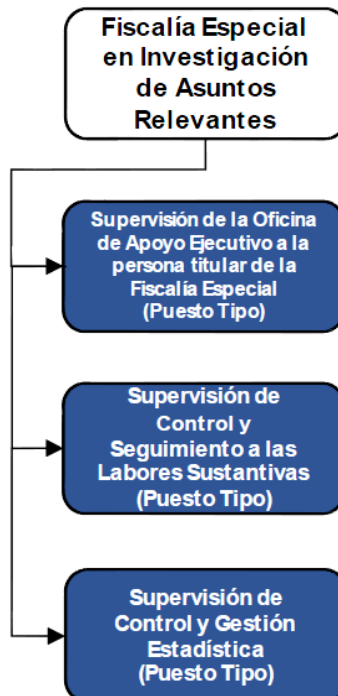 Fiscalía Especial
en Investigación
de Asuntos
Relevantes
Supervisión de la Oficina
de Apoyo Ejecutivo a la
persona titular de la
Fiscalía Especial
(Puesto Tipo)
Supervisión de
Control y
Seguimiento a las
Labores Sustantivas
(Puesto Tipo)
Supervisión de
Control y Gestión
Estadística
(Puesto Tipo)